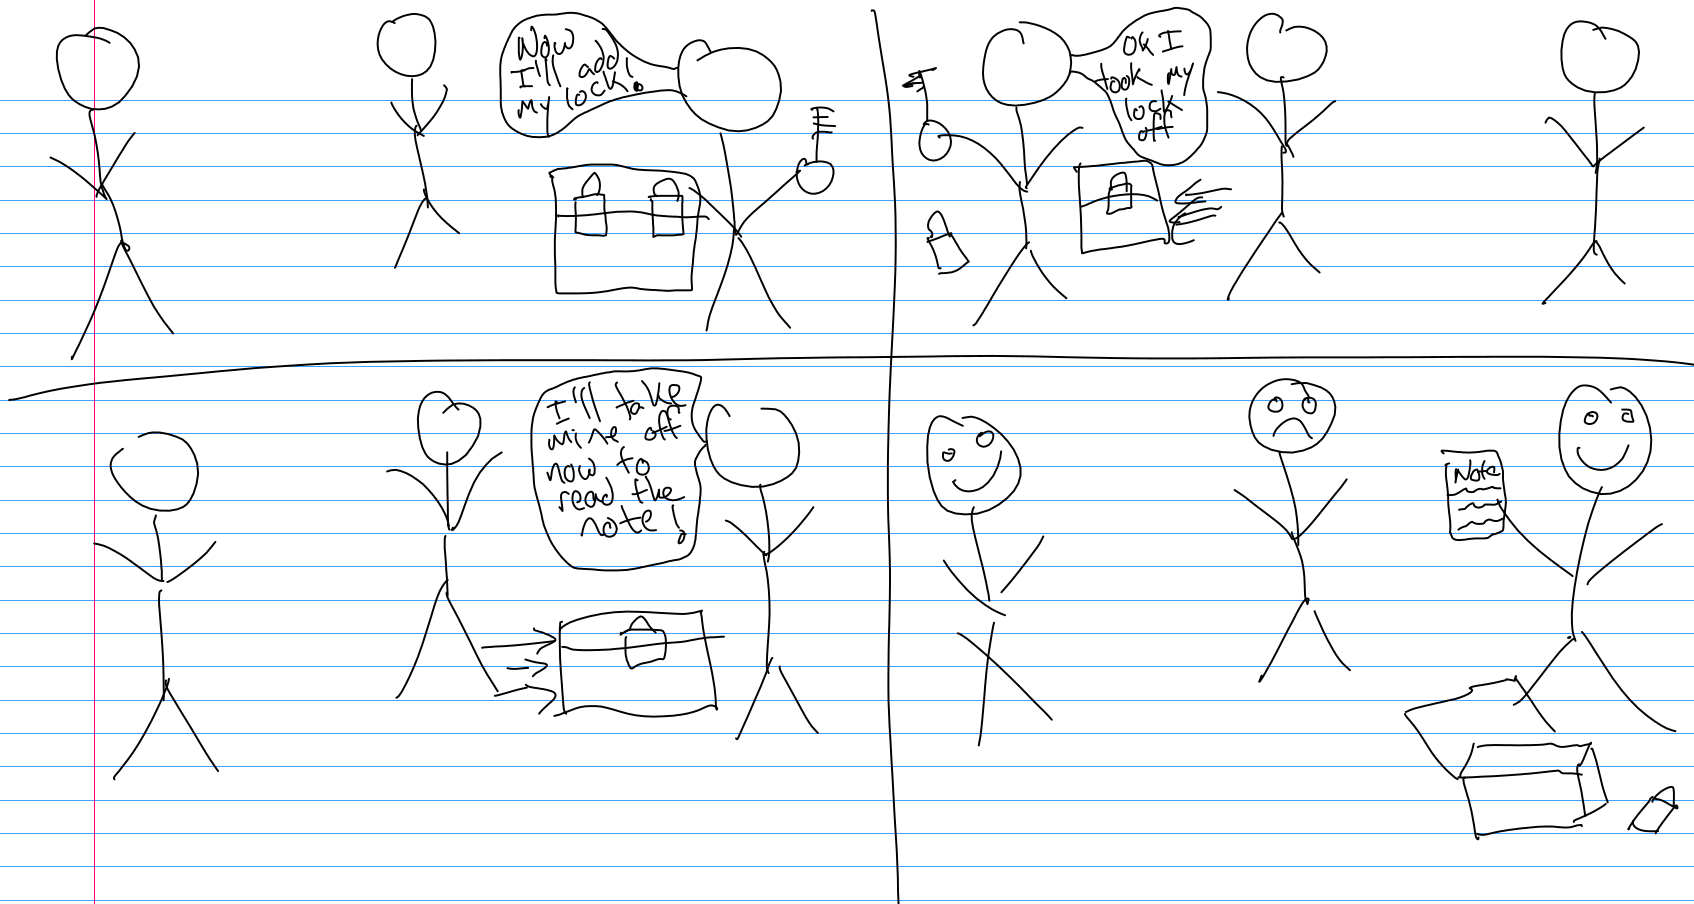 Now
I'll add
my lock!
OK I
took my
lock
off
I'll take
mine off
now to
read the
note!
Note